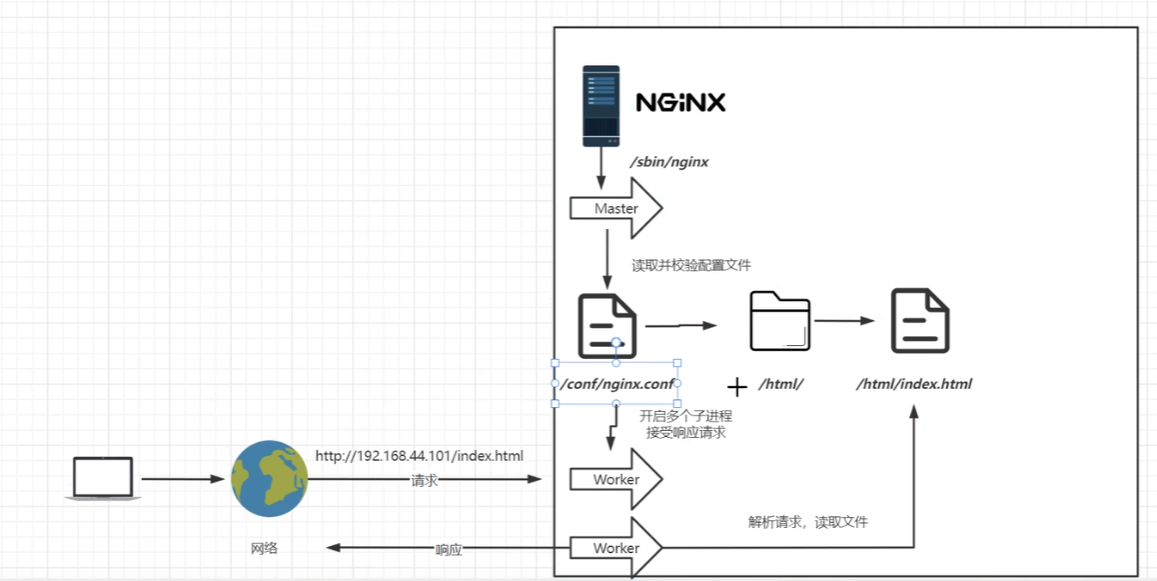 NGiNX
/sbin/nginx
Master
读取并校验配置文件
/conf/nginx.conf
/html/
/html/index.html
开启多个子进程
接受响应请求
http://192.168.44.101/index.html
请求
Worker
解析请求，读取文件
网络
响应
Worker